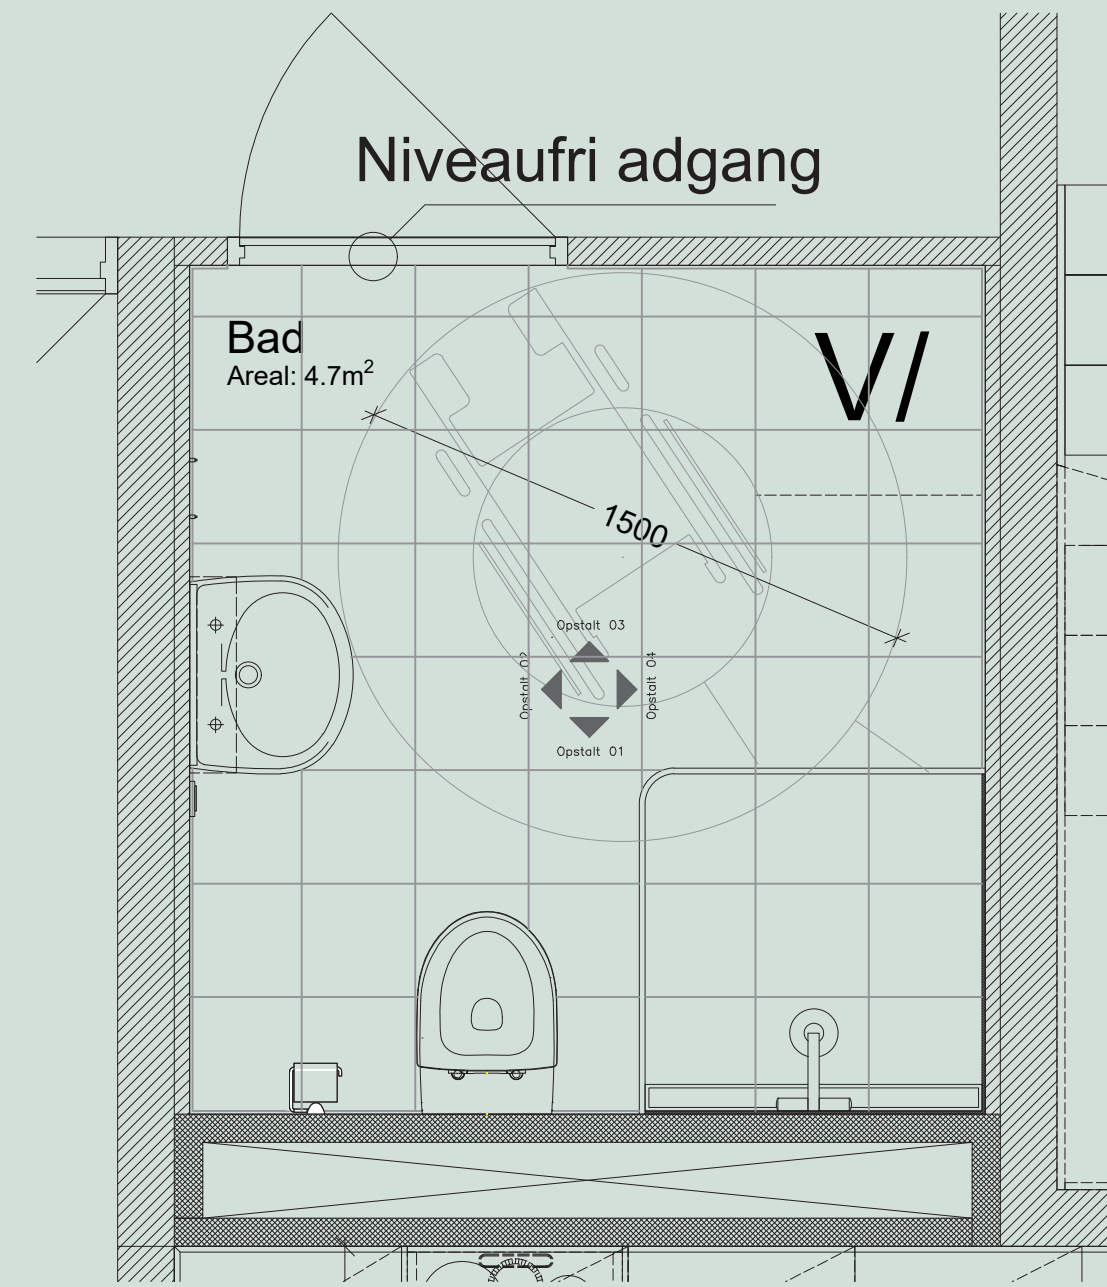 Niveaufri adgang
Bad
Areal: 4.7m²
V/
1500
Opstalt 03
Opstalt 02
Opstalt 04
Opstalt 01